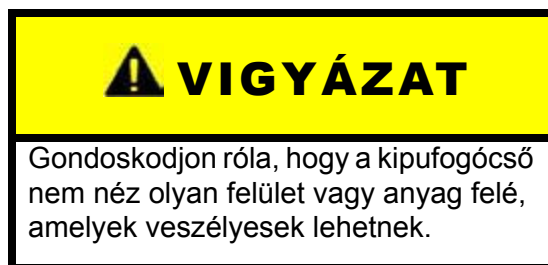 VIGYÁZAT
Gondoskodjon róla, hogy a kipufogócső
nem néz olyan felület vagy anyag felé,
amelyek veszélyesek lehetnek.